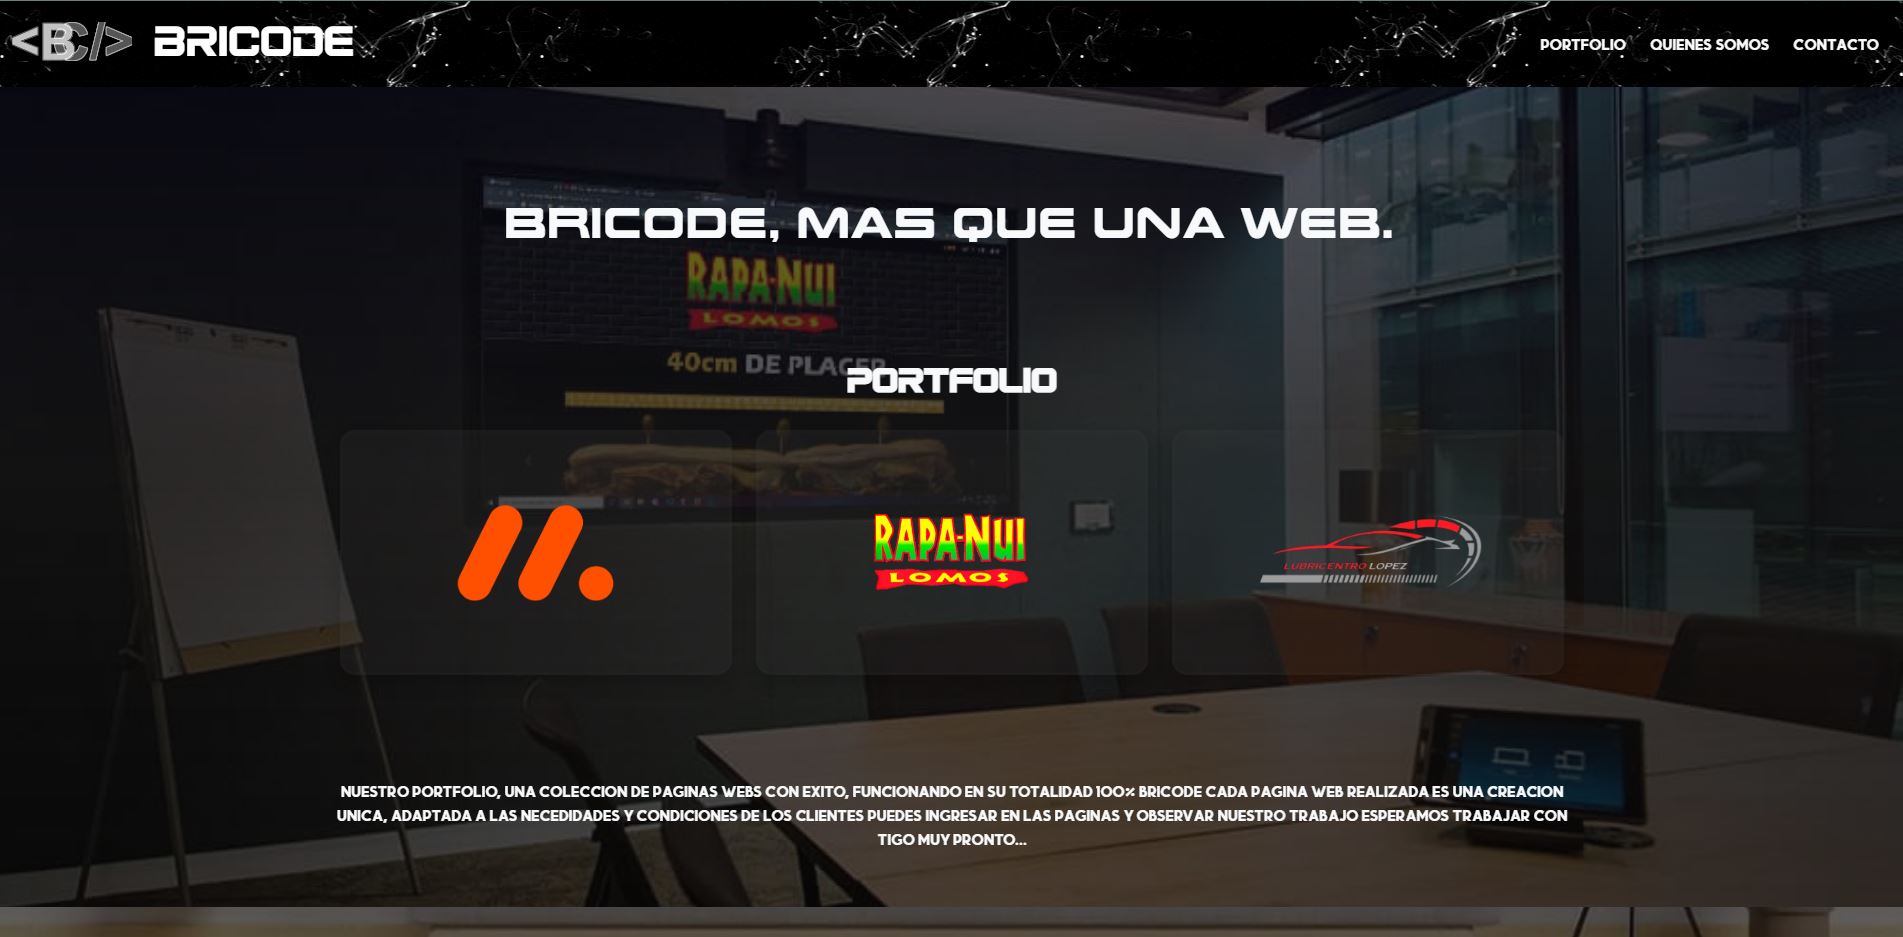 <BC/> BRICODE
PORTFOLIO QUIENES SOMOS CONTACTO
BRICODE, MAS QUE UNA WEB.
RAPA-NUI
LOMOS
40cm DE PLACER
PORTFOLIO
RAPA-NUI
LOMOS
LUBRICENTRO LOPEZ
NUESTRO PORTFOLIO, UNA COLECCION DE PAGINAS WEBS CON EXITO, FUNCIONANDO EN SU TOTALIDAD 100% BRICODE CADA PAGINA WEB REALIZADA ES UNA CREACION
UNICA, ADAPTADA A LAS NECEDIDADES Y CONDICIONES DE LOS CLIENTES PUEDES INGRESAR EN LAS PAGINAS Y OBSERVAR NUESTRO TRABAJO ESPERAMOS TRABAJAR CON
TIGO MUY PRONTO...